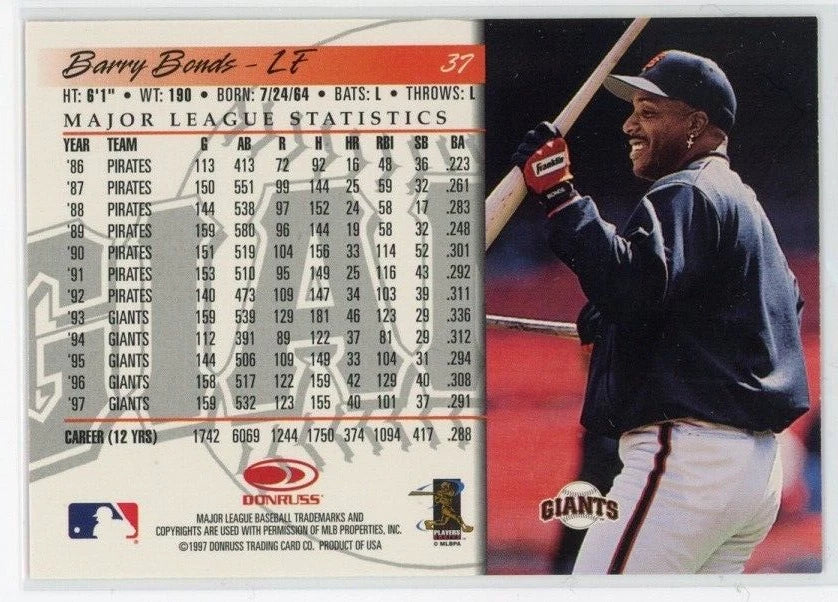 Barry Bonds - LF 37
HT: 6'1" • WT: 190 • BORN: 7/24/64 • BATS: L • THROWS: L
MAJOR LEAGUE STATISTICS
YEAR TEAM G AB R H HR RBI SB BA
'86 PIRATES 113 413 72 92 16 48 36 .223
'87 PIRATES 150 551 99 144 25 59 32 .261
'88 PIRATES 144 538 97 152 24 58 17 .283
'89 PIRATES 159 580 96 144 19 58 32 .248
'90 PIRATES 151 519 104 156 33 114 52 .301
'91 PIRATES 153 510 95 149 25 116 43 .292
'92 PIRATES 140 473 109 147 34 103 39 .311
'93 GIANTS 159 539 129 181 46 123 29 .336
'94 GIANTS 112 391 89 122 37 81 29 .312
'95 GIANTS 144 506 109 149 33 104 31 .294
'96 GIANTS 158 517 122 159 42 129 40 .308
'97 GIANTS 159 532 123 155 40 101 37 .291
CAREER (12 YRS) 1742 6069 1244 1750 374 1094 417 .288
DONRUSS
MAJOR LEAGUE BASEBALL TRADEMARKS AND
COPYRIGHTS ARE USED WITH PERMISSION OF MLB PROPERTIES, INC.
©1997 DONRUSS TRADING CARD CO. PRODUCT OF USA
PLAYERS
© MLBPA
Franklin
GIANTS